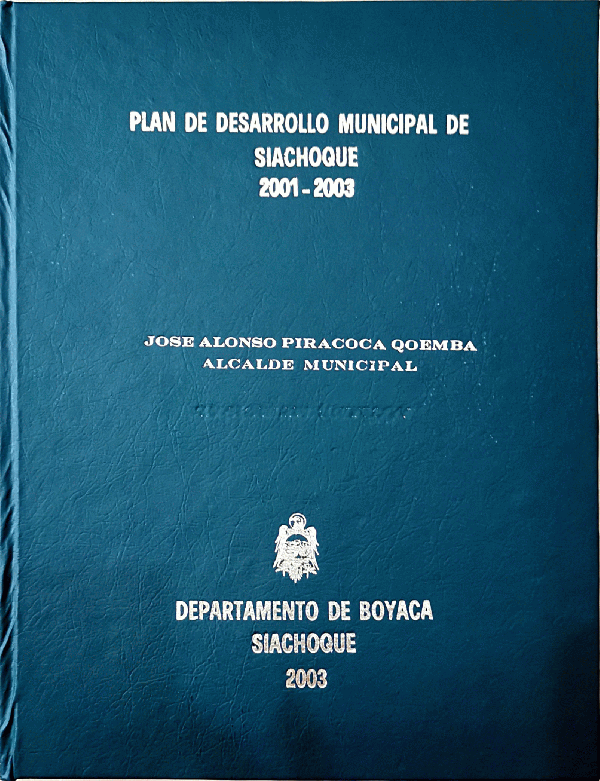 PLAN DE DESARROLLO MUNICIPAL DE
SIACHOQUE
2001-2003
JOSE ALONSO PIRACOCA QOEMBA
ALCALDE MUNICIPAL
DEPARTAMENTO DE BOYACA
SIACHOQUE
2003